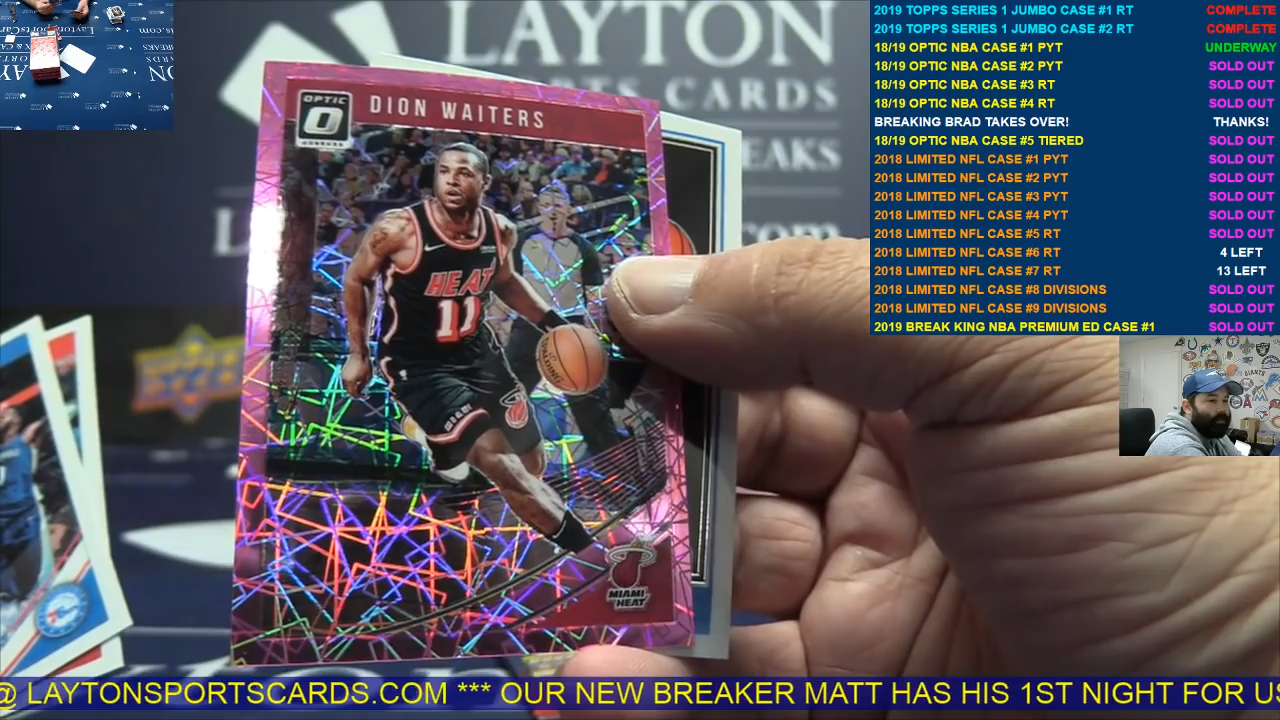 LAYTON
SPORTS CARDS
BREAKS
.com
OPTIC
DONRUSS
DION WAITERS
HEAT
11
SPALDING
MIAMI
MIAMI
HEAT
2019 TOPPS SERIES 1 JUMBO CASE #1 RT COMPLETE
2019 TOPPS SERIES 1 JUMBO CASE #2 RT COMPLETE
18/19 OPTIC NBA CASE #1 PYT UNDERWAY
18/19 OPTIC NBA CASE #2 PYT SOLD OUT
18/19 OPTIC NBA CASE #3 RT SOLD OUT
18/19 OPTIC NBA CASE #4 RT SOLD OUT
BREAKING BRAD TAKES OVER! THANKS!
18/19 OPTIC NBA CASE #5 TIERED SOLD OUT
2018 LIMITED NFL CASE #1 PYT SOLD OUT
2018 LIMITED NFL CASE #2 PYT SOLD OUT
2018 LIMITED NFL CASE #3 PYT SOLD OUT
2018 LIMITED NFL CASE #4 PYT SOLD OUT
2018 LIMITED NFL CASE #5 RT SOLD OUT
2018 LIMITED NFL CASE #6 RT 4 LEFT
2018 LIMITED NFL CASE #7 RT 13 LEFT
2018 LIMITED NFL CASE #8 DIVISIONS SOLD OUT
2018 LIMITED NFL CASE #9 DIVISIONS SOLD OUT
2019 BREAK KING NBA PREMIUM ED CASE #1 SOLD OUT
@ LAYTONSPORTSCARDS.COM *** OUR NEW BREAKER MATT HAS HIS 1ST NIGHT FOR US